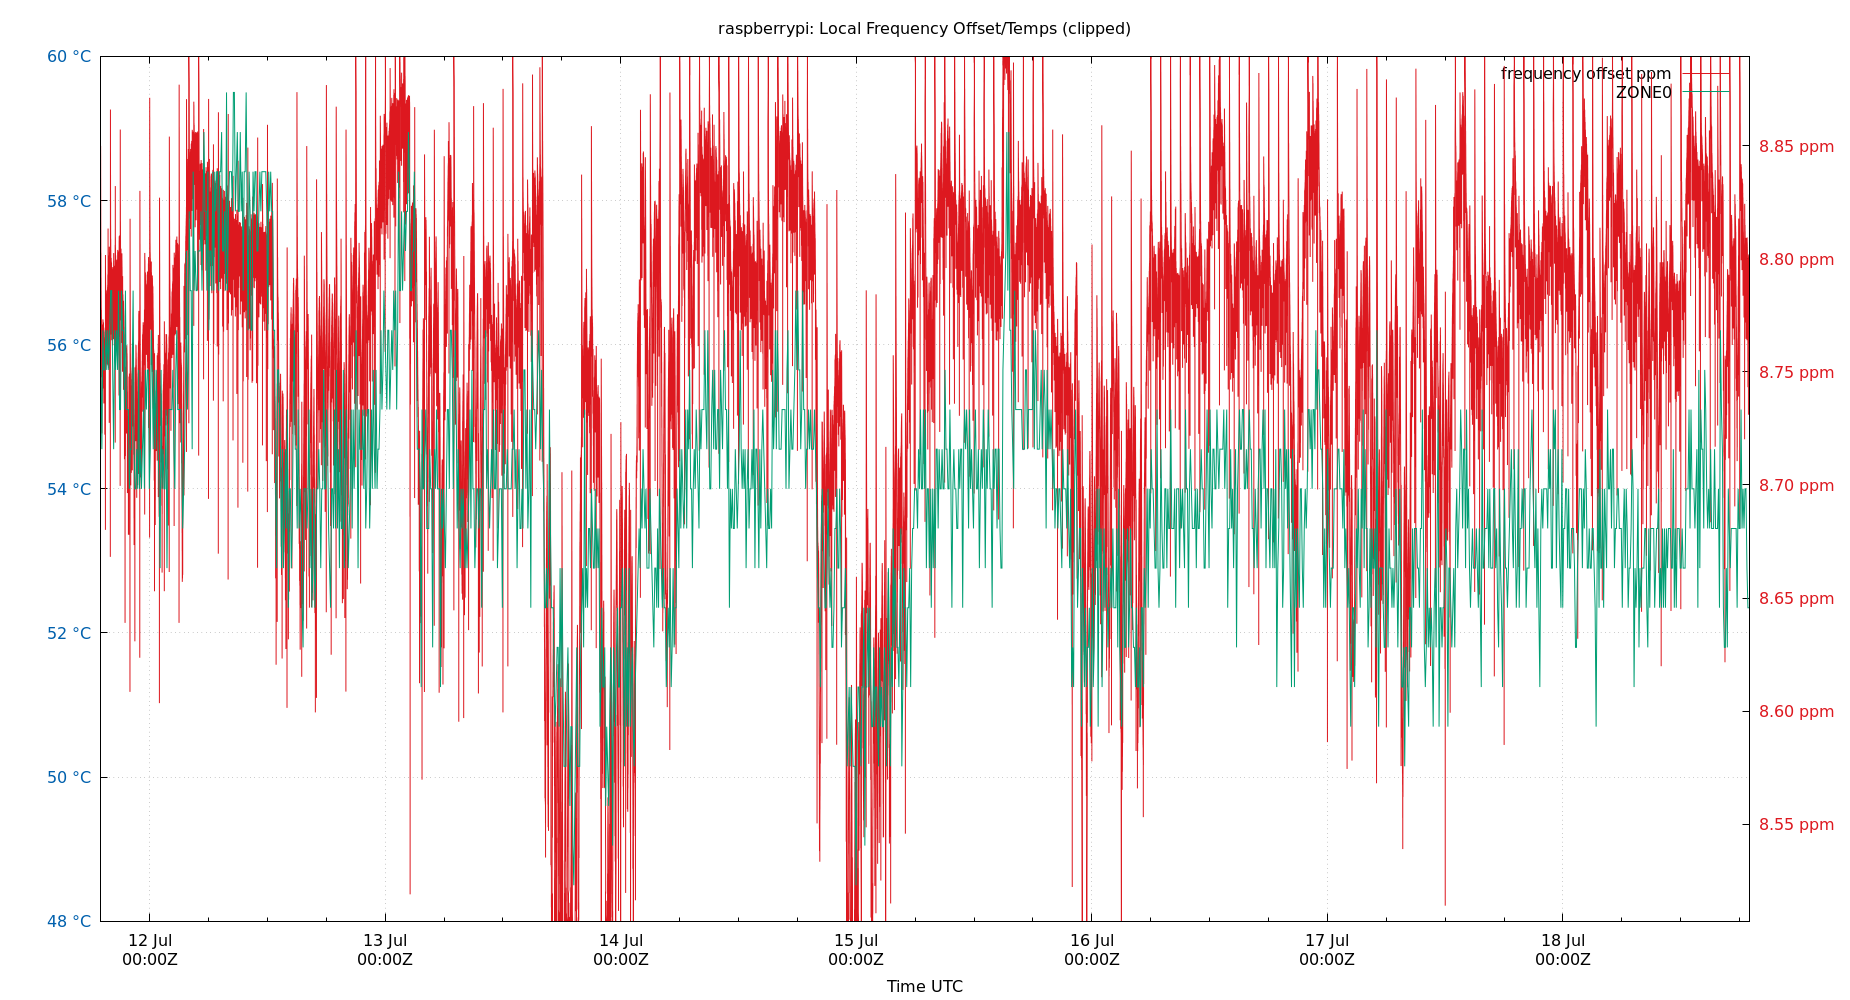 raspberrypi: Local Frequency Offset/Temps (clipped)
60 °C
58 °C
56 °C
54 °C
52 °C
50 °C
48 °C
frequency offset ppm
ZONE0
8.85 ppm
8.80 ppm
8.75 ppm
8.70 ppm
8.65 ppm
8.60 ppm
8.55 ppm
12 Jul 13 Jul 14 Jul 15 Jul 16 Jul 17 Jul 18 Jul
00:00Z 00:00Z 00:00Z 00:00Z 00:00Z 00:00Z 00:00Z
Time UTC